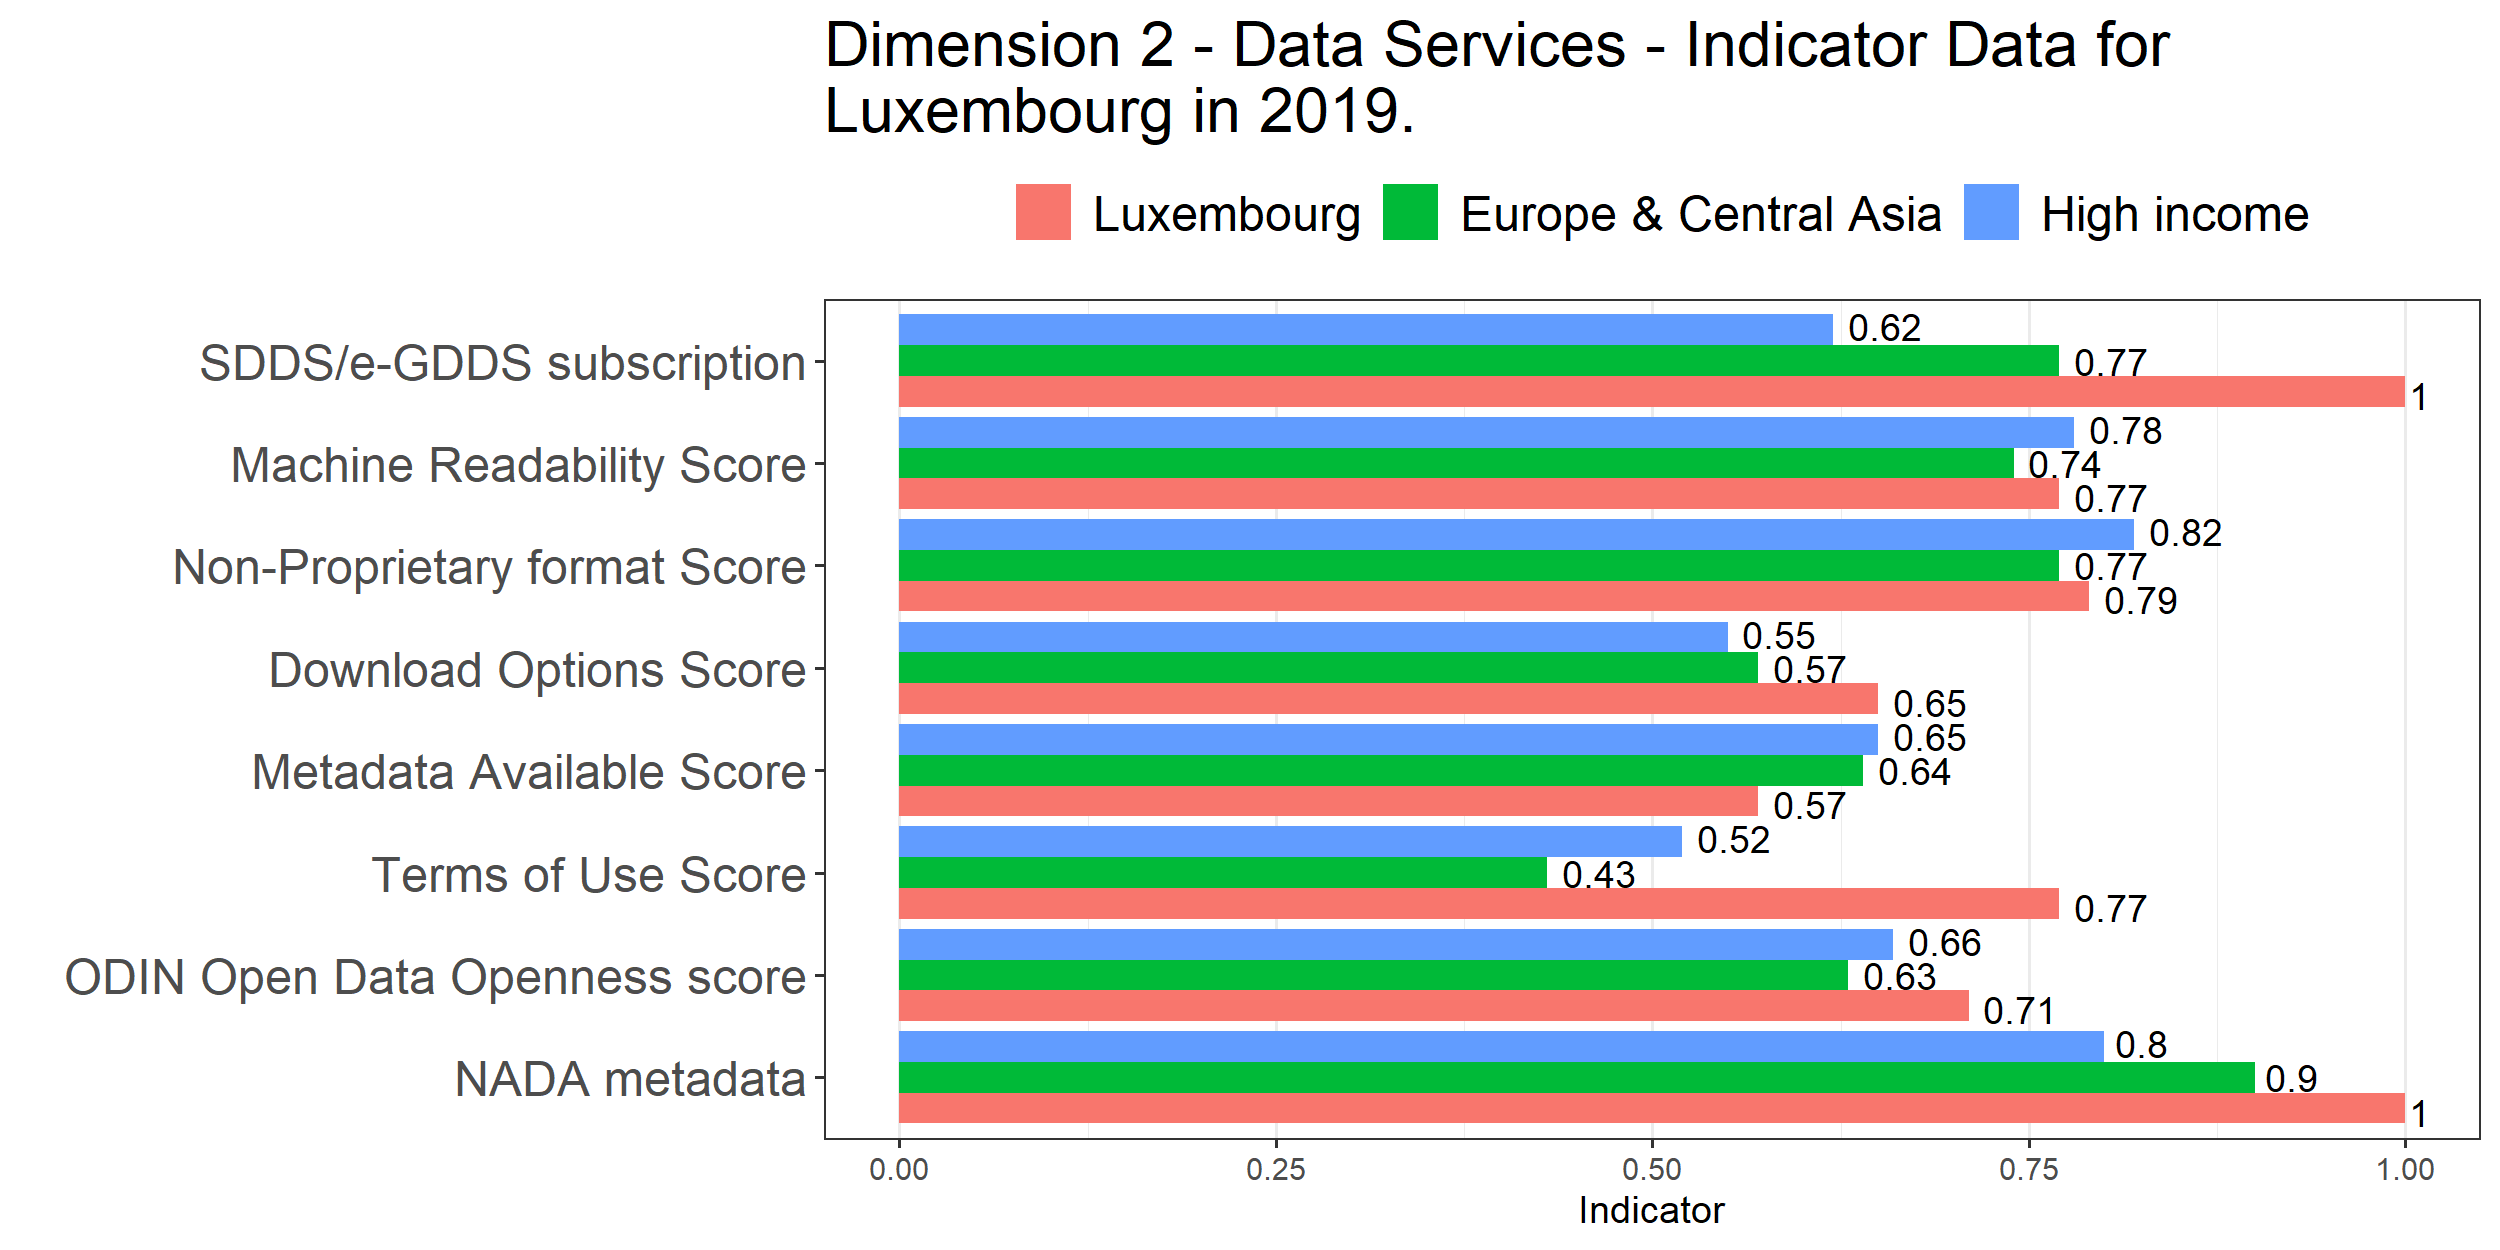 Dimension 2 - Data Services - Indicator Data for
Luxembourg in 2019.
Luxembourg Europe & Central Asia High income
SDDS/e-GDDS subscription
0.62
0.77
1
Machine Readability Score
0.78
0.74
0.77
Non-Proprietary format Score
0.82
0.77
0.79
Download Options Score
0.55
0.57
0.65
Metadata Available Score
0.65
0.64
0.57
Terms of Use Score
0.52
0.43
0.77
ODIN Open Data Openness score
0.66
0.63
0.71
NADA metadata
0.8
0.9
1
0.00 0.25 0.50 0.75 1.00
Indicator